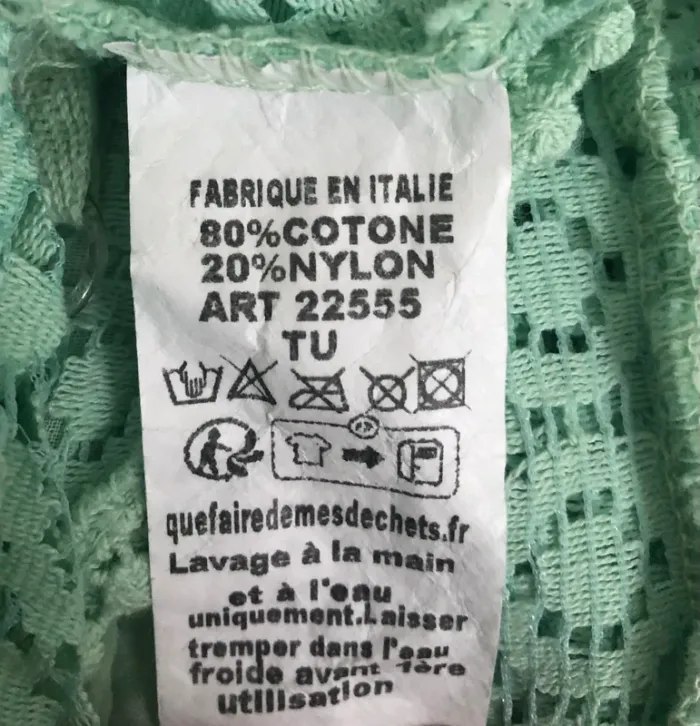 FABRIQUE EN ITALIE
80%COTONE
20%NYLON
ART 22555
TU
quefairedemesdechets.fr
Lavage à la main
et à l'eau
uniquement.Laisser
tremper dans l'eau
froide avant 1ère
utilisation